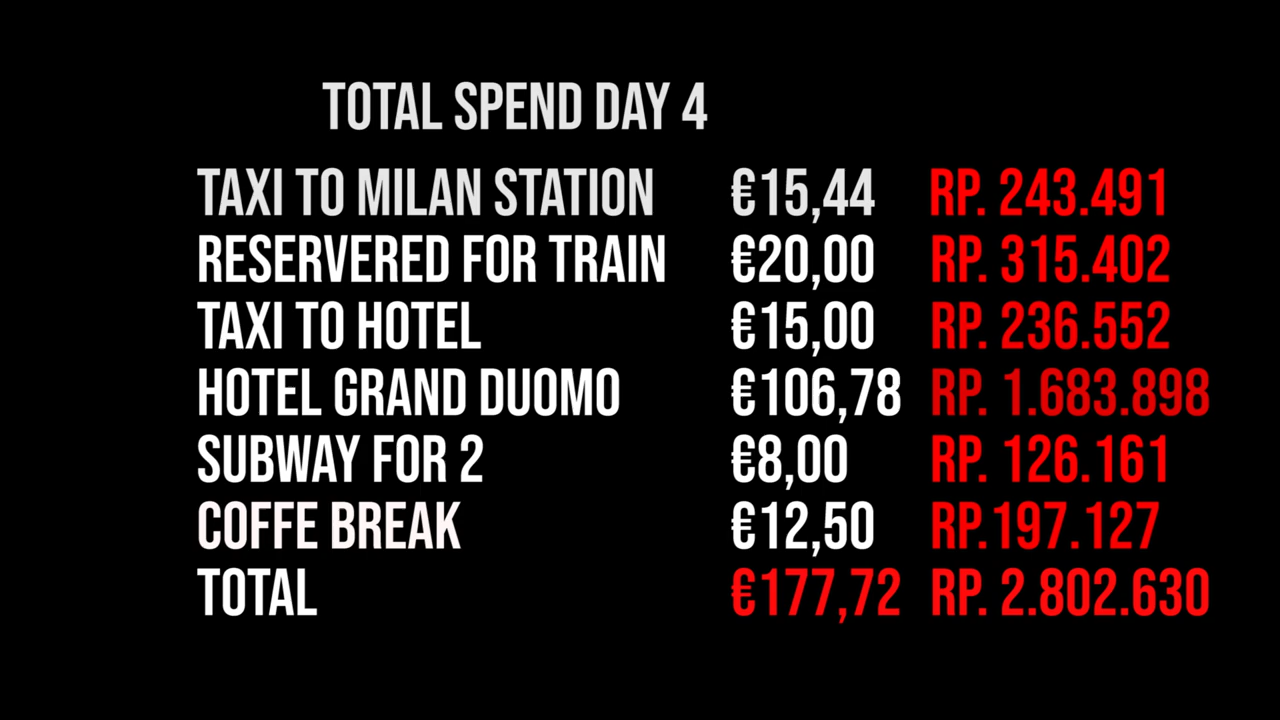 TOTAL SPEND DAY 4
TAXI TO MILAN STATION €15,44 RP. 243.491
RESERVERED FOR TRAIN €20,00 RP. 315.402
TAXI TO HOTEL €15,00 RP. 236.552
HOTEL GRAND DUOMO €106,78 RP. 1.683.898
SUBWAY FOR 2 €8,00 RP. 126.161
COFFE BREAK €12,50 RP.197.127
TOTAL €177,72 RP. 2.802.630